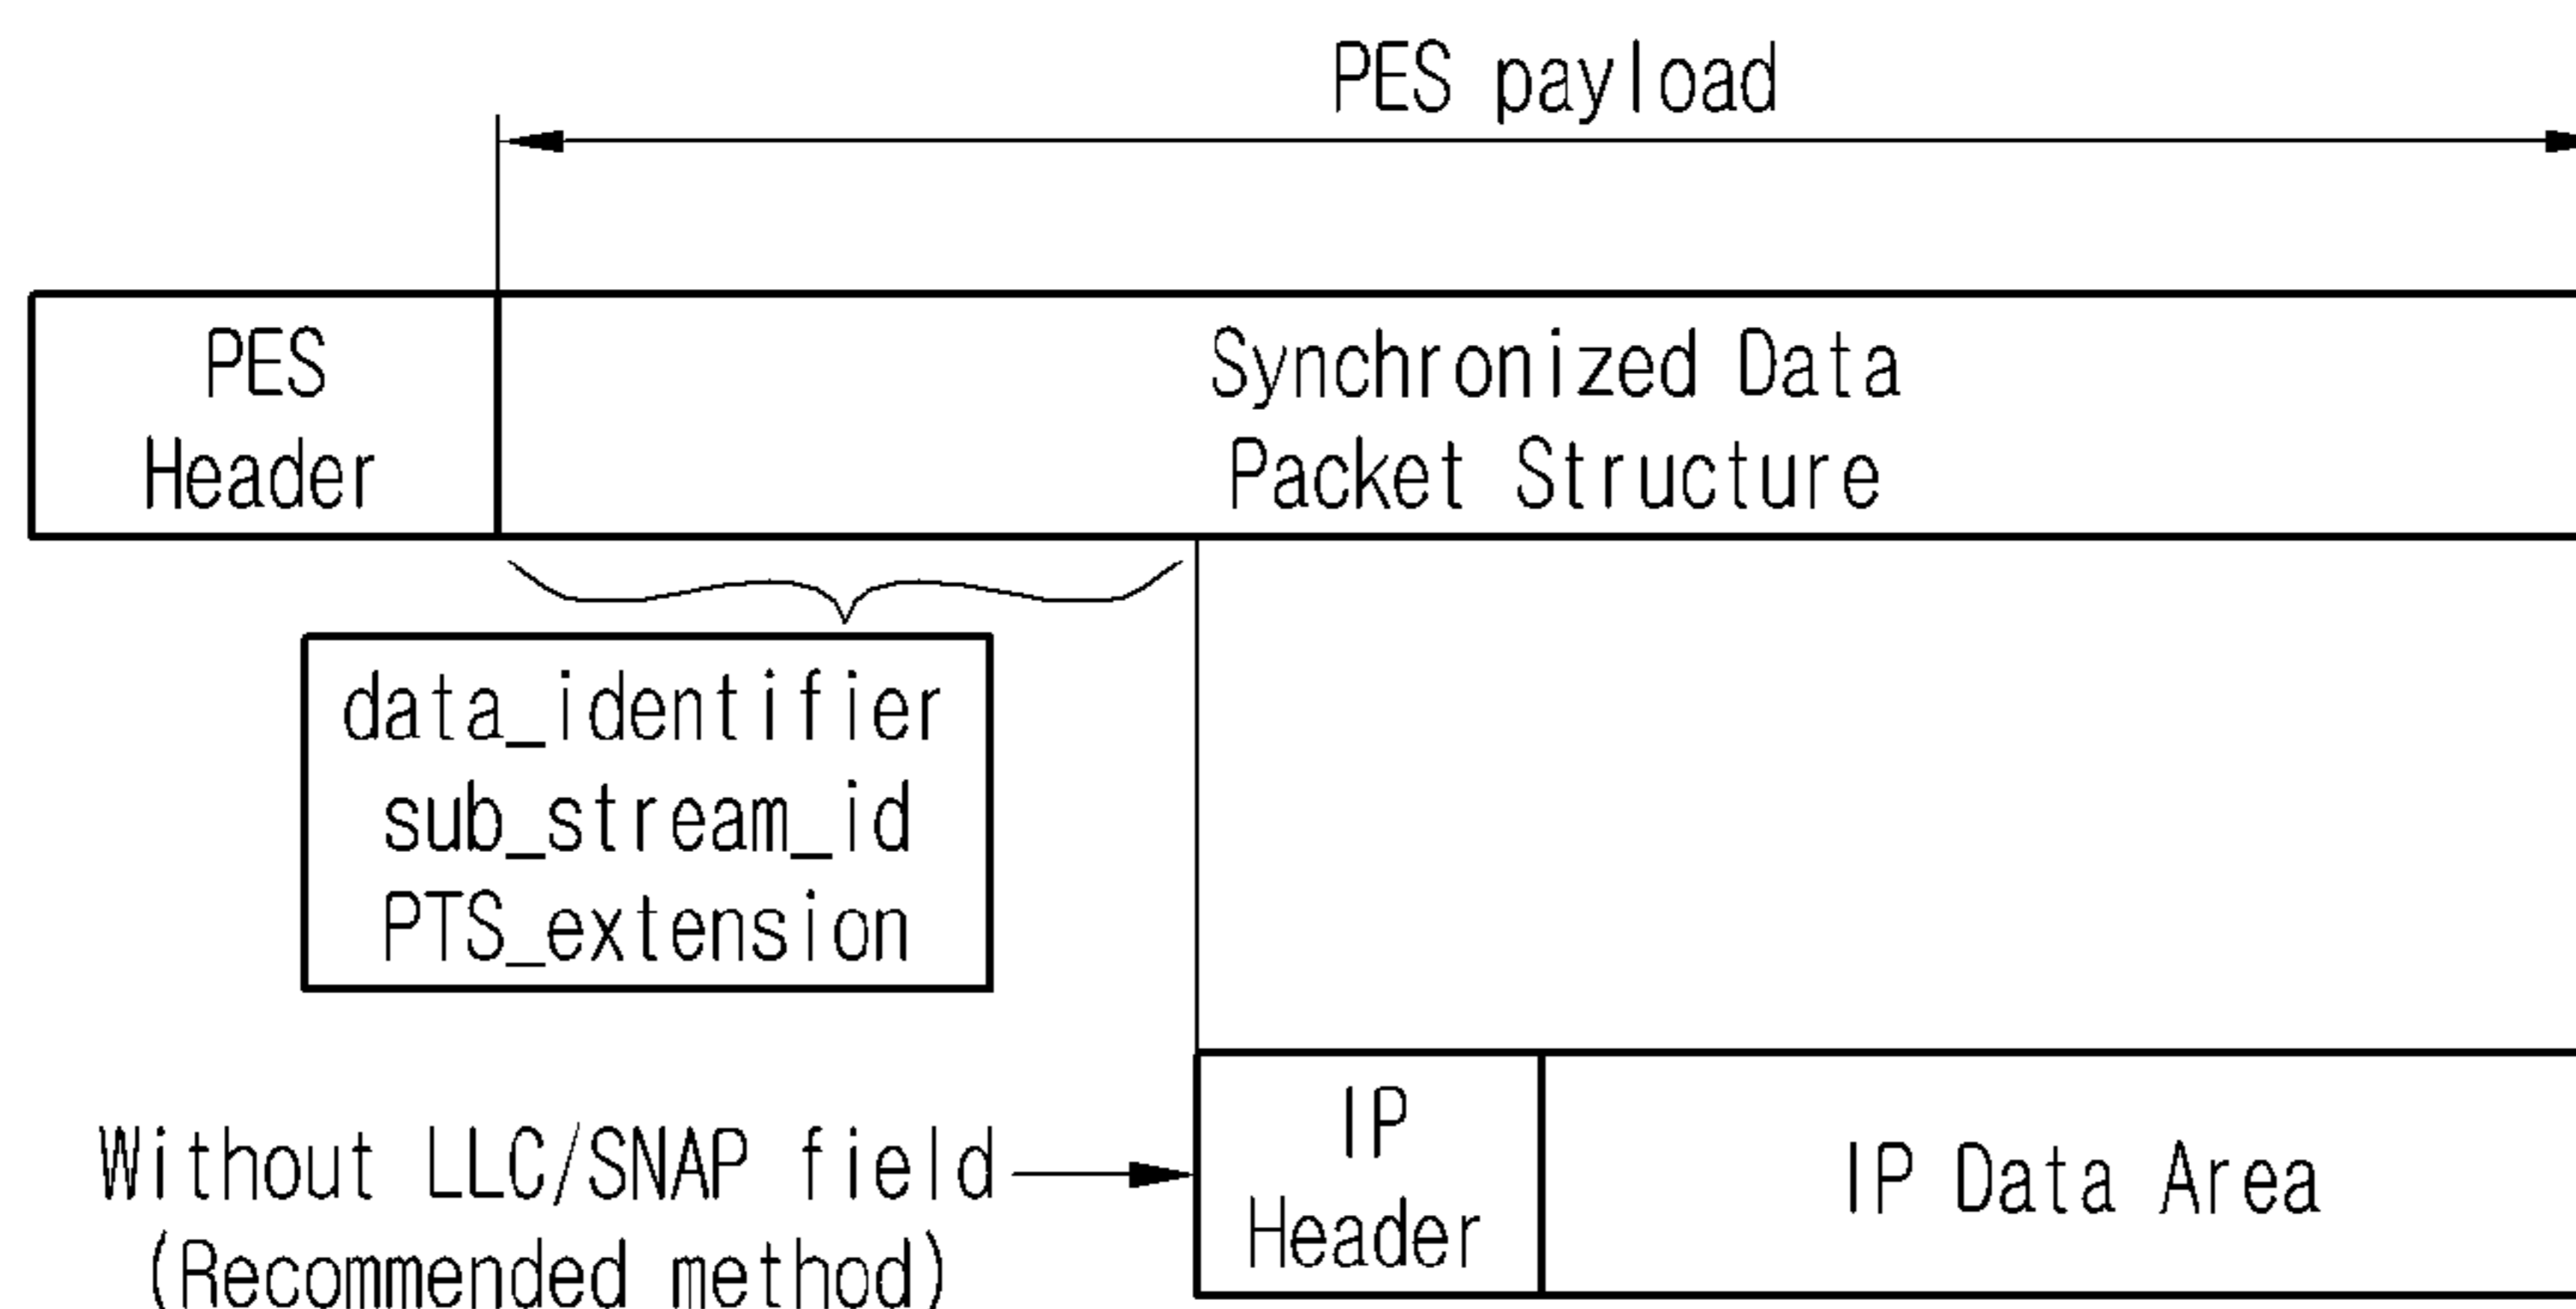 PES payload
PES
Header
Synchronized Data
Packet Structure
data_identifier
sub_stream_id
PTS_extension
Without LLC/SNAP field
(Recommended method)
IP
Header
IP Data Area